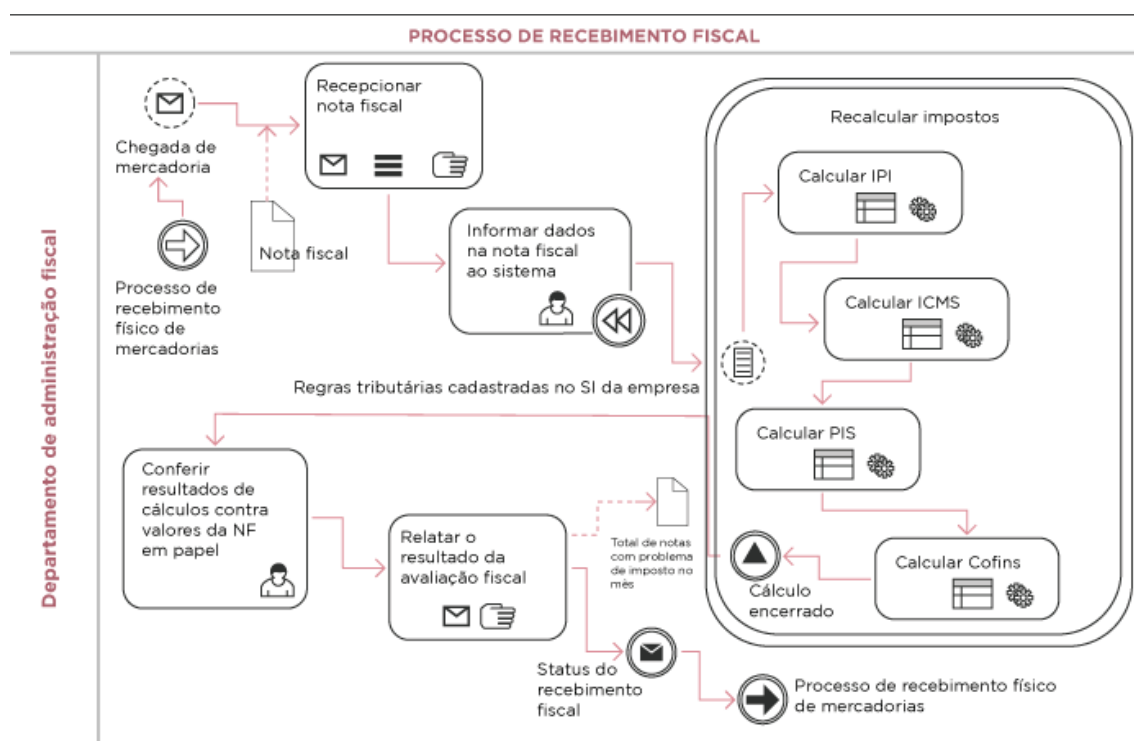 PROCESSO DE RECEBIMENTO FISCAL
Departamento de administração fiscal
Chegada de
mercadoria
Processo de
recebimento
físico de
mercadorias
Nota fiscal
Recepcionar
nota fiscal
Informar dados
na nota fiscal
ao sistema
Recalcular impostos
Calcular IPI
Calcular ICMS
Calcular PIS
Calcular Cofins
Cálculo
encerrado
Regras tributárias cadastradas no SI da empresa
Conferir
resultados de
cálculos contra
valores da NF
em papel
Relatar o
resultado da
avaliação fiscal
Total de notas
com problema
de imposto no
mês
Status do
recebimento
fiscal
Processo de recebimento físico
de mercadorias